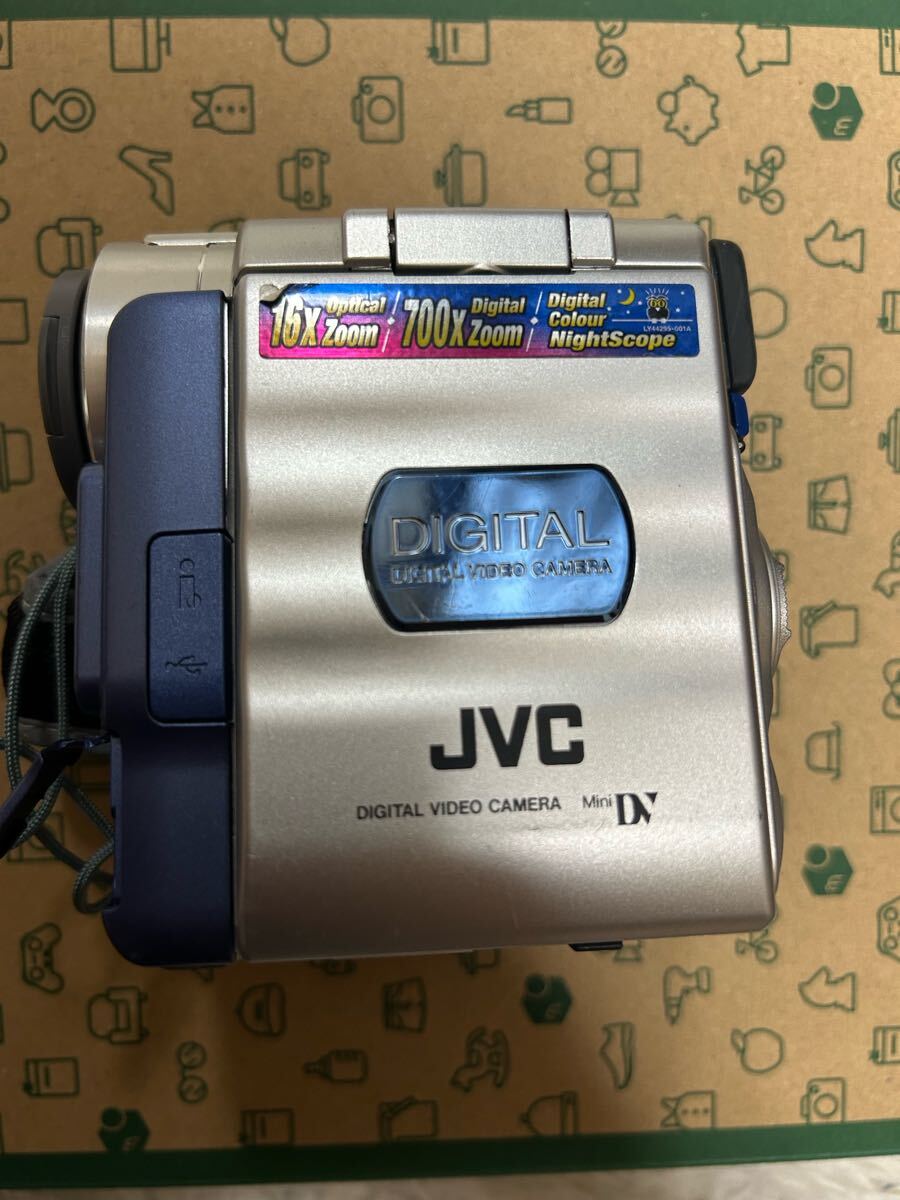 16x Optical Zoom
700x Digital Zoom
Digital Colour NightScope
LY44295-001A
DIGITAL
DIGITAL VIDEO CAMERA
JVC
DIGITAL VIDEO CAMERA Mini DV